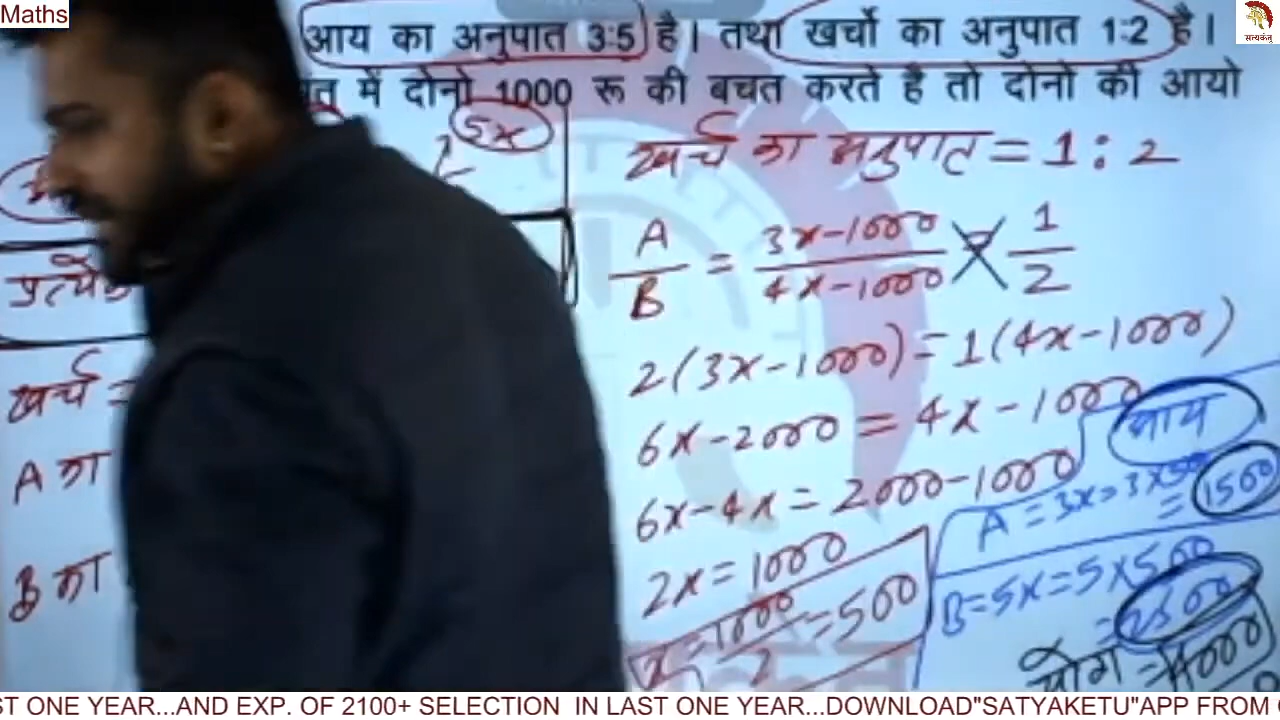 Maths
सत्यकेतु
आय का अनुपात 3:5 है। तथा खर्चो का अनुपात 1:2 है।
में दोनो 1000 रू की बचत करते है तो दोनो की आयो
5x
खर्च का अनुपात = 1 : 2
A/B = 3x-1000/4x-1000 1/2
2(3x-1000) = 1(4x-1000)
6x-2000 = 4x-1000
6x-4x = 2000-1000
2x = 1000
x = 1000/2 = 500
आय
A = 3x = 3x500
= 1500
B = 5x = 5x500
= 2500
योग = 4000
खर्च =
A का
B का
ST ONE YEAR...AND EXP. OF 2100+ SELECTION IN LAST ONE YEAR...DOWNLOAD"SATYAKETU"APP FROM